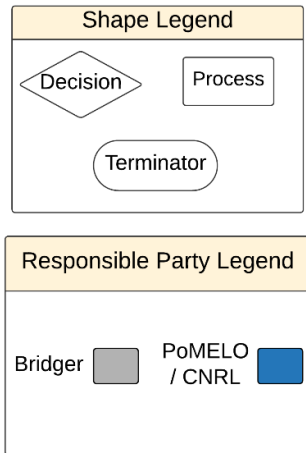 Shape Legend
Decision
Process
Terminator
Responsible Party Legend
Bridger
PoMELO
/ CNRL